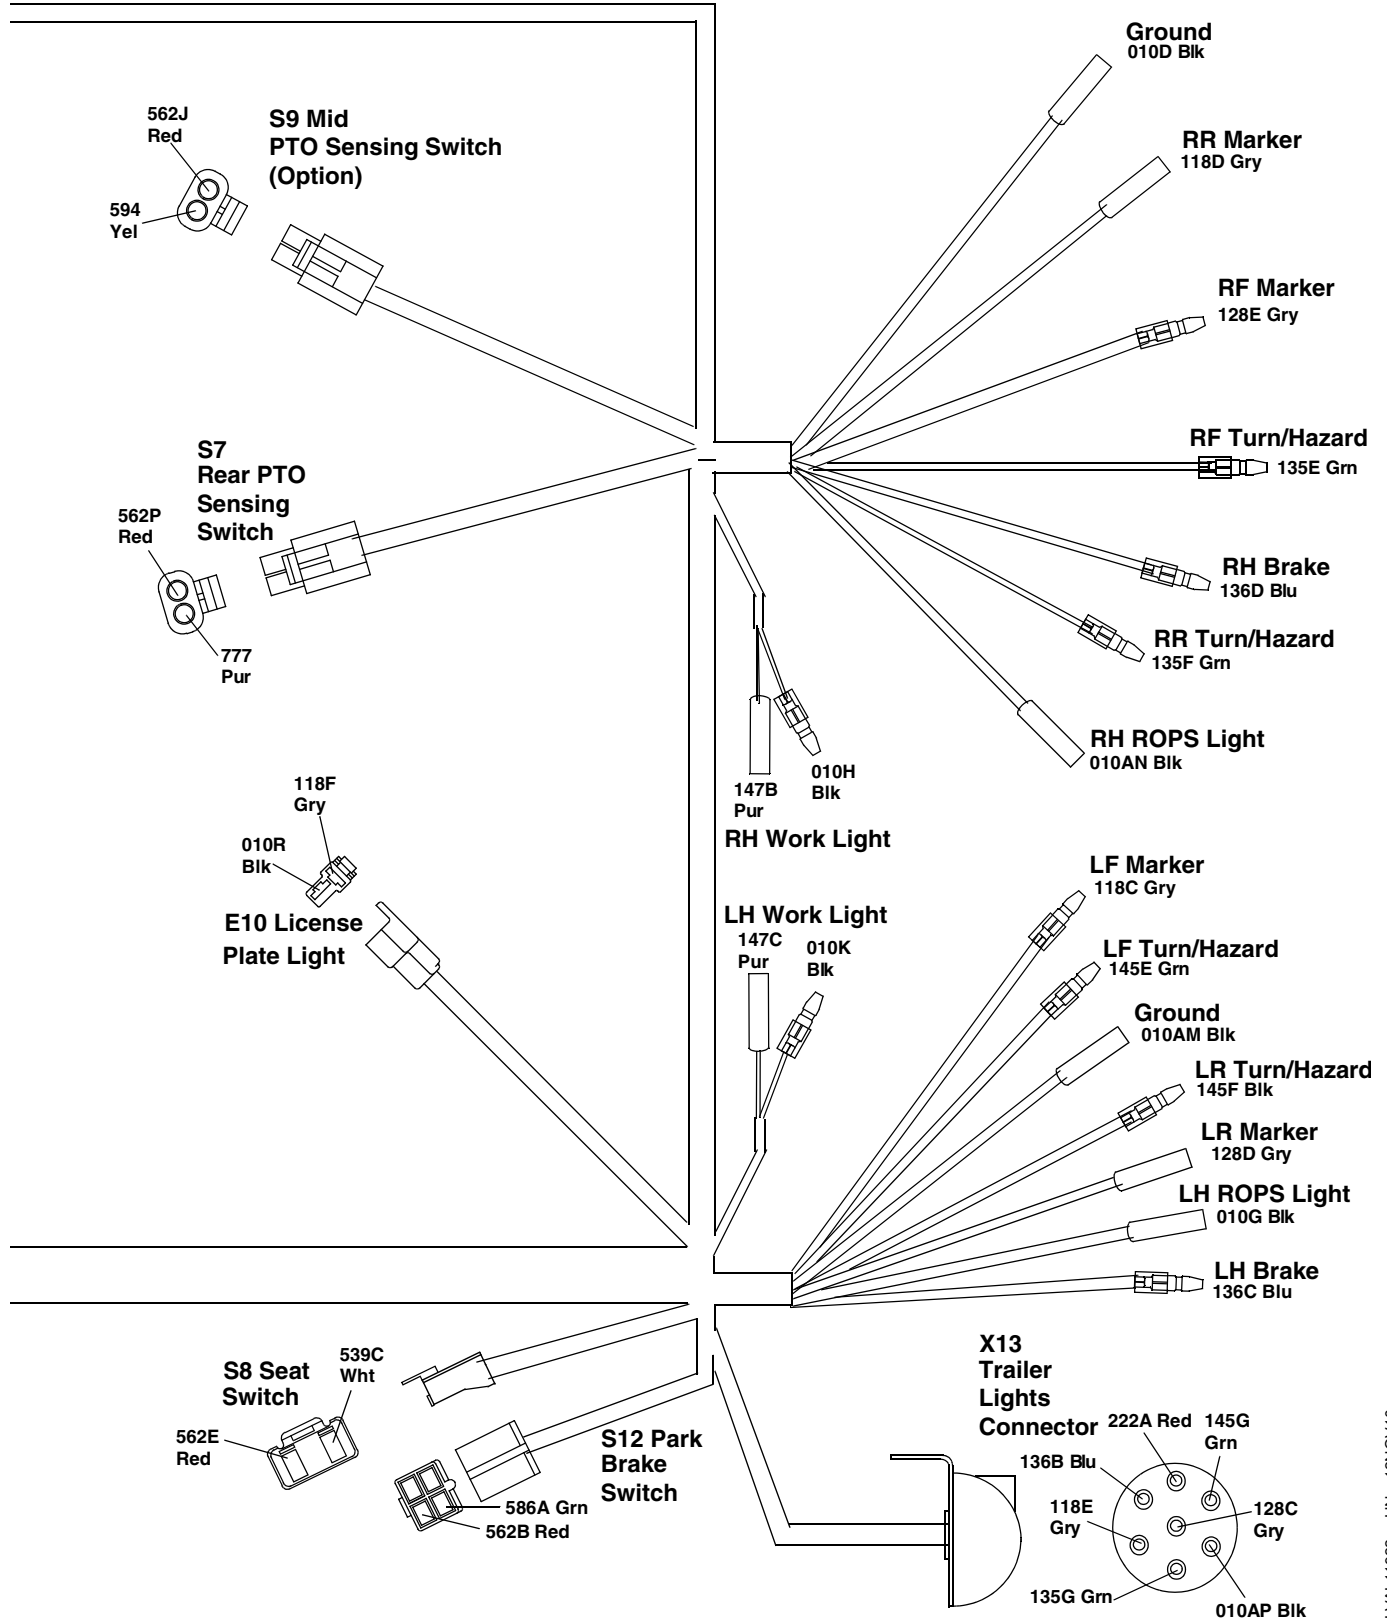 Ground
010D Blk
562J
Red
S9 Mid
PTO Sensing Switch
(Option)
RR Marker
118D Gry
594
Yel
RF Marker
128E Gry
S7
Rear PTO
Sensing
Switch
RF Turn/Hazard
135E Grn
562P
Red
RH Brake
136D Blu
RR Turn/Hazard
135F Grn
777
Pur
RH ROPS Light
010AN Blk
010H
Blk
147B
Pur
RH Work Light
118F
Gry
010R
Blk
E10 License
Plate Light
LF Marker
118C Gry
LH Work Light
147C
Pur
010K
Blk
LF Turn/Hazard
145E Grn
Ground
010AM Blk
LR Turn/Hazard
145F Blk
LR Marker
128D Gry
LH ROPS Light
010G Blk
LH Brake
136C Blu
S8 Seat
Switch
539C
Wht
562E
Red
S12 Park
Brake
Switch
586A Grn
562B Red
X13
Trailer
Lights
Connector
222A Red
145G
Grn
136B Blu
118E
Gry
128C
Gry
135G Grn
010AP Blk